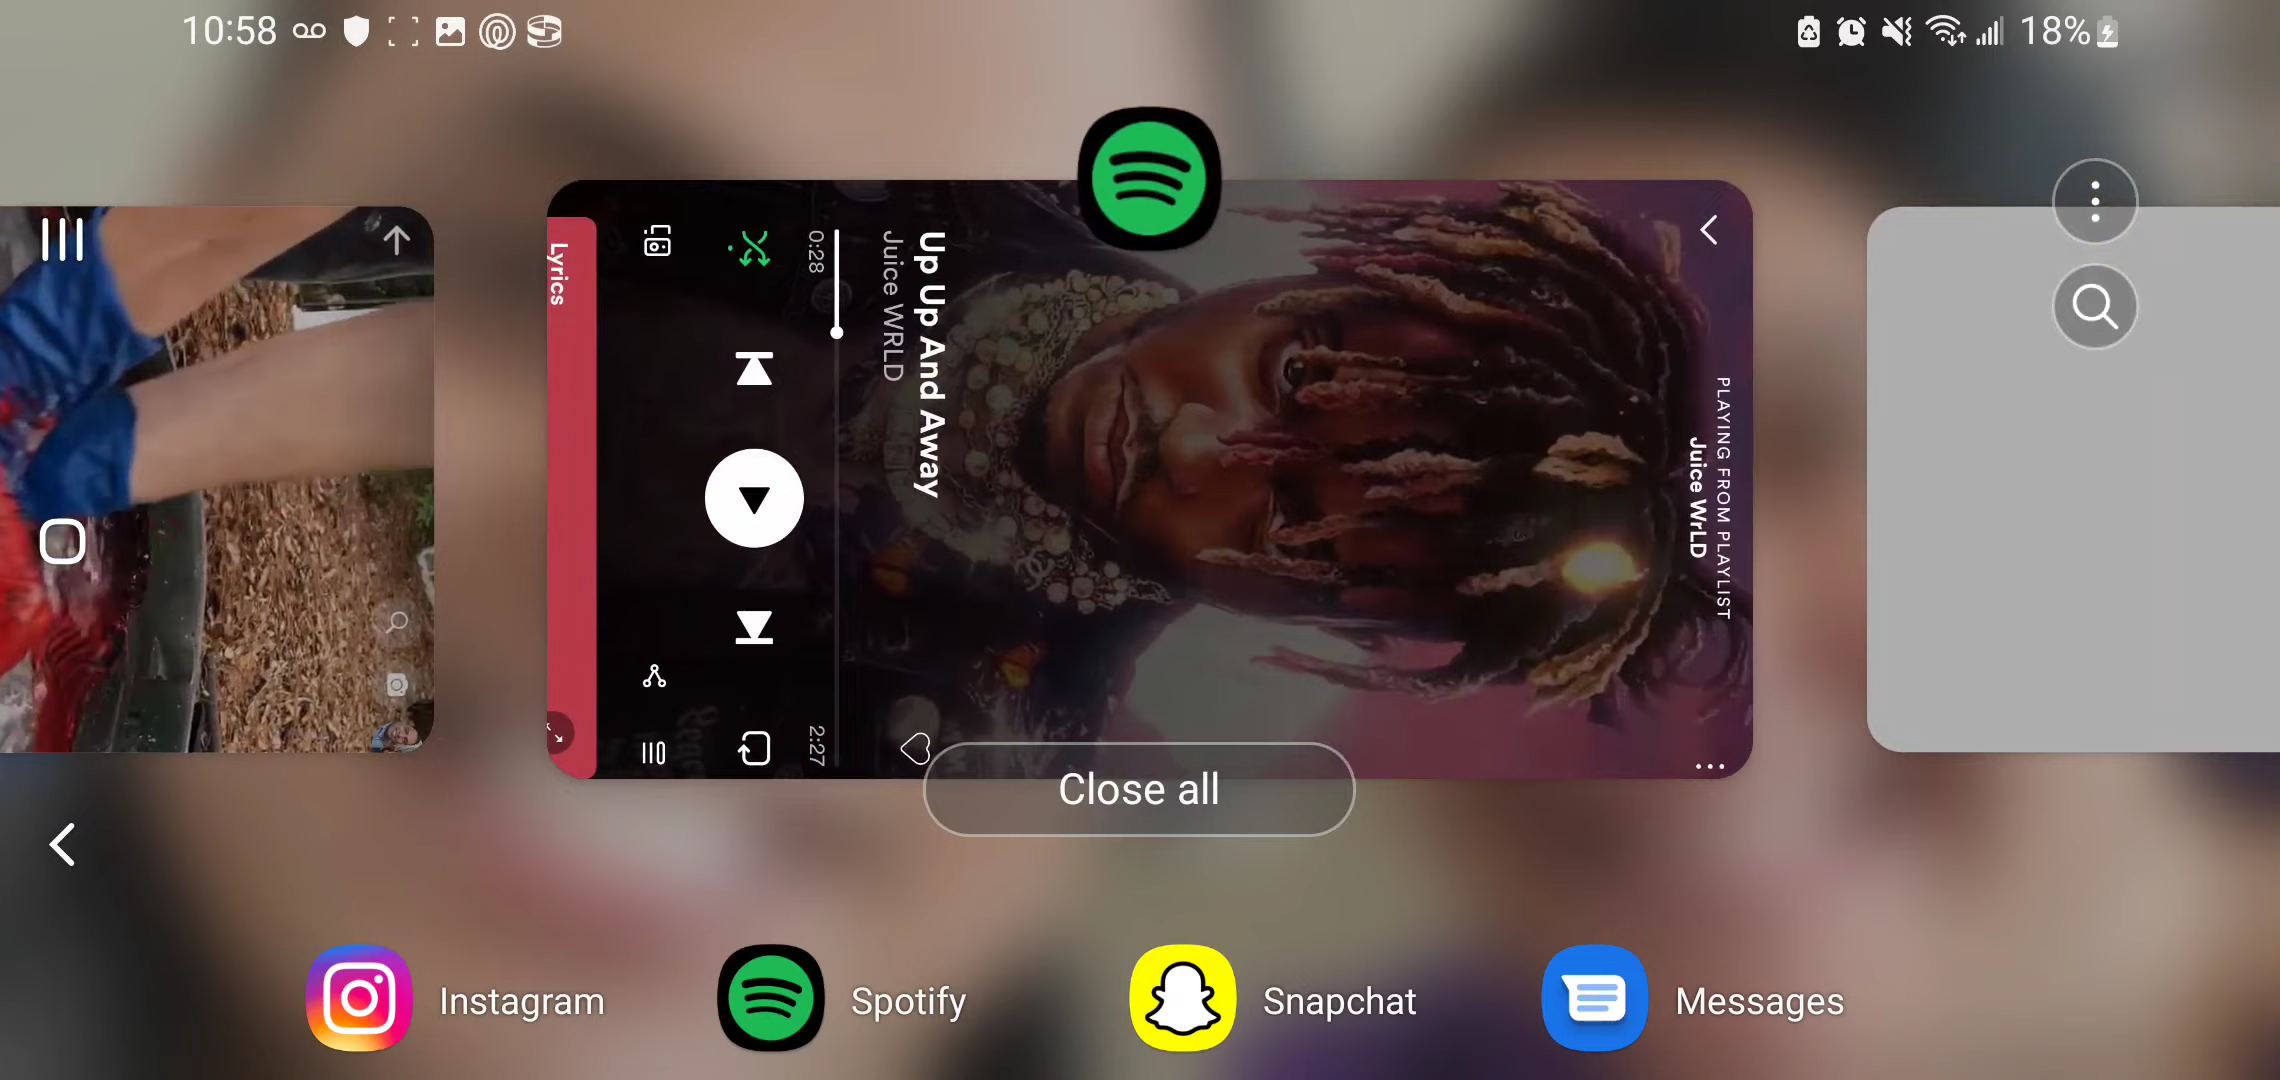 10:58
18%
PLAYING FROM PLAYLIST
Juice WrLD
Up Up And Away
Juice WRLD
0:28
2:27
Lyrics
Close all
Instagram
Spotify
Snapchat
Messages